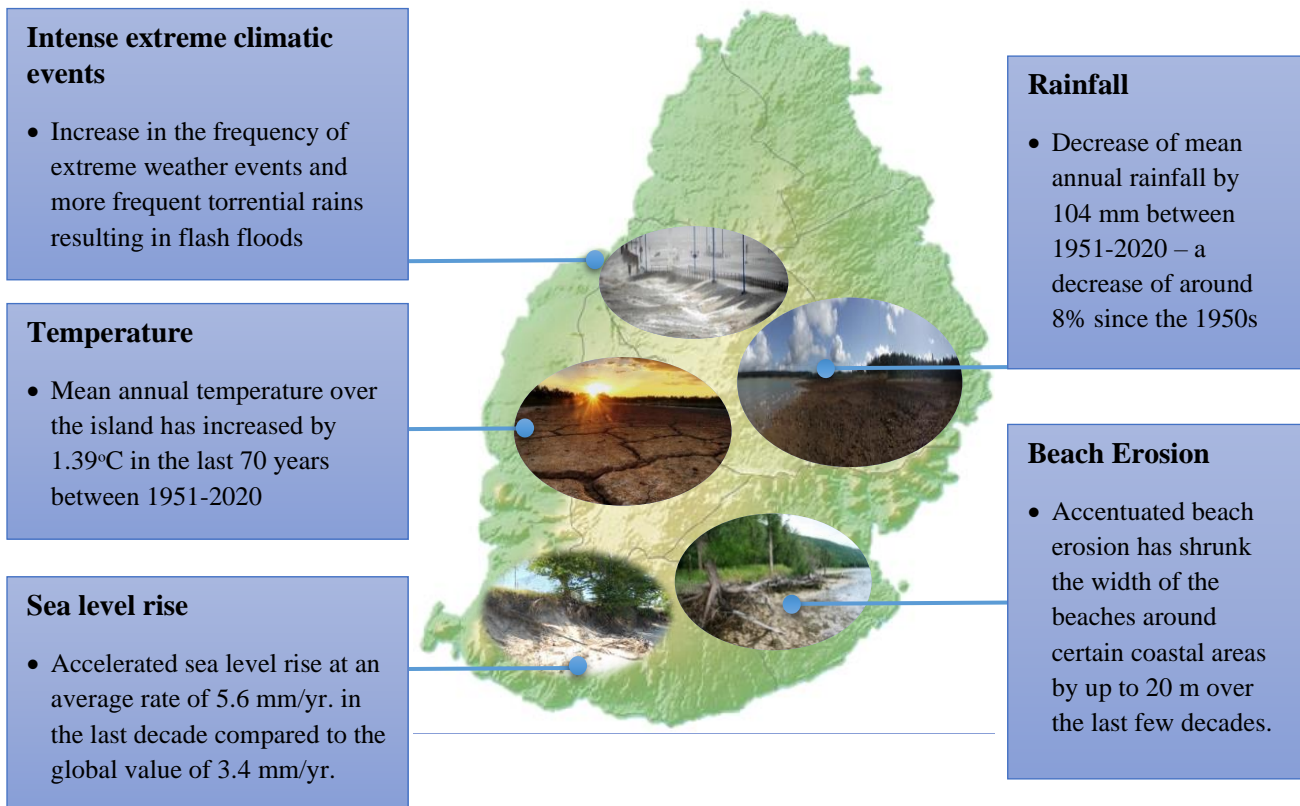 Intense extreme climatic
events
• Increase in the frequency of
extreme weather events and
more frequent torrential rains
resulting in flash floods
Temperature
• Mean annual temperature over
the island has increased by
1.39°C in the last 70 years
between 1951-2020
Sea level rise
• Accelerated sea level rise at an
average rate of 5.6 mm/yr. in
the last decade compared to the
global value of 3.4 mm/yr.
Rainfall
• Decrease of mean
annual rainfall by
104 mm between
1951-2020 – a
decrease of around
8% since the 1950s
Beach Erosion
• Accentuated beach
erosion has shrunk
the width of the
beaches around
certain coastal areas
by up to 20 m over
the last few decades.